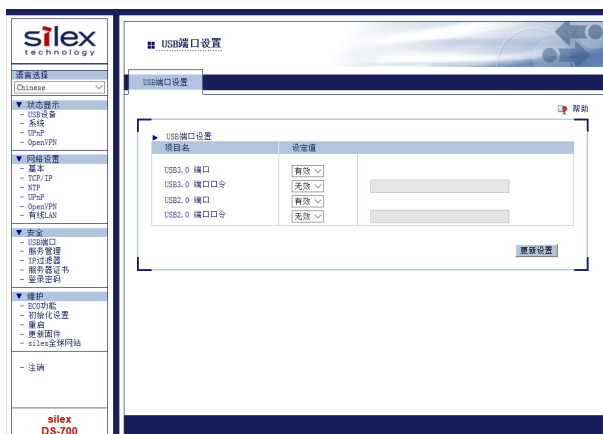 silex
technology
语言选择
Chinese
▼ 状态显示
- USB设备
- 系统
- UPnP
- OpenVPN
▼ 网络设置
- 基本
- TCP/IP
- NTP
- UPnP
- OpenVPN
- 有线LAN
▼ 安全
- USB端口
- 服务管理
- IP过滤器
- 服务器证书
- 登录密码
▼ 维护
- ECO功能
- 初始化设置
- 重启
- 更新固件
- silex全球网站
- 注销
silex
DS-700
USB端口设置
USB端口设置
帮助
▶ USB端口设置
项目名 设定值
USB3.0 端口 有效
USB3.0 端口口令 无效
USB2.0 端口 有效
USB2.0 端口口令 无效
更新设置